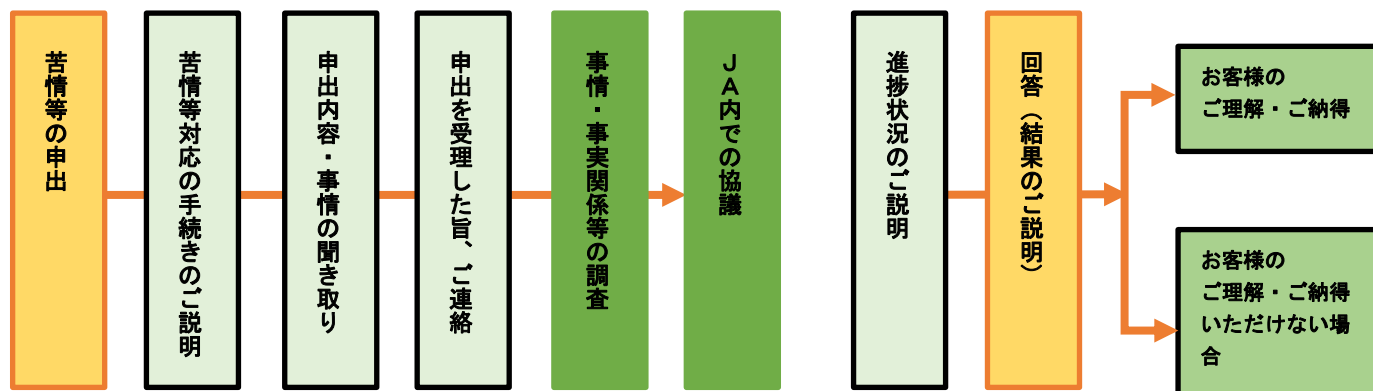 苦情等の申出
苦情等対応の手続きのご説明
申出内容・事情の聞き取り
申出を受理した旨、ご連絡
事情・事実関係等の調査
ＪＡ内での協議
進捗状況のご説明
回答（結果のご説明）
お客様の
ご理解・ご納得
お客様の
ご理解・ご納得
いただけない場
合